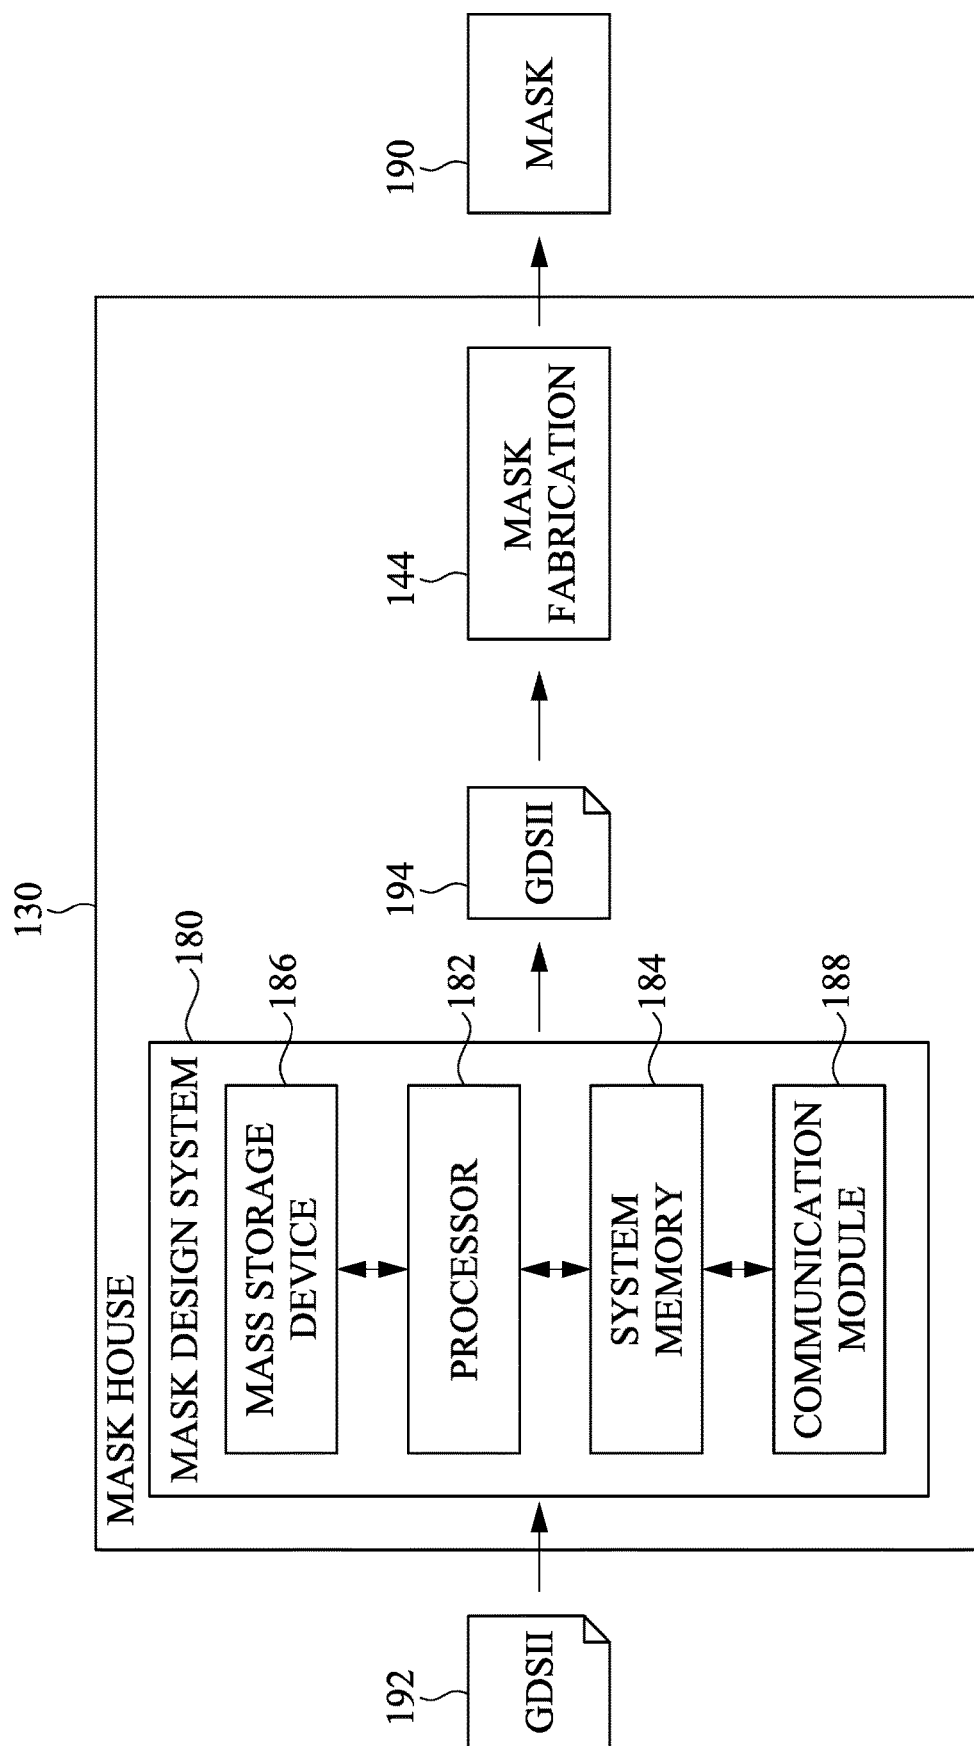 130
MASK HOUSE
180
MASK DESIGN SYSTEM
186
MASS STORAGE
DEVICE
182
PROCESSOR
184
SYSTEM
MEMORY
188
COMMUNICATION
MODULE
192
GDSII
194
GDSII
144
MASK
FABRICATION
190
MASK